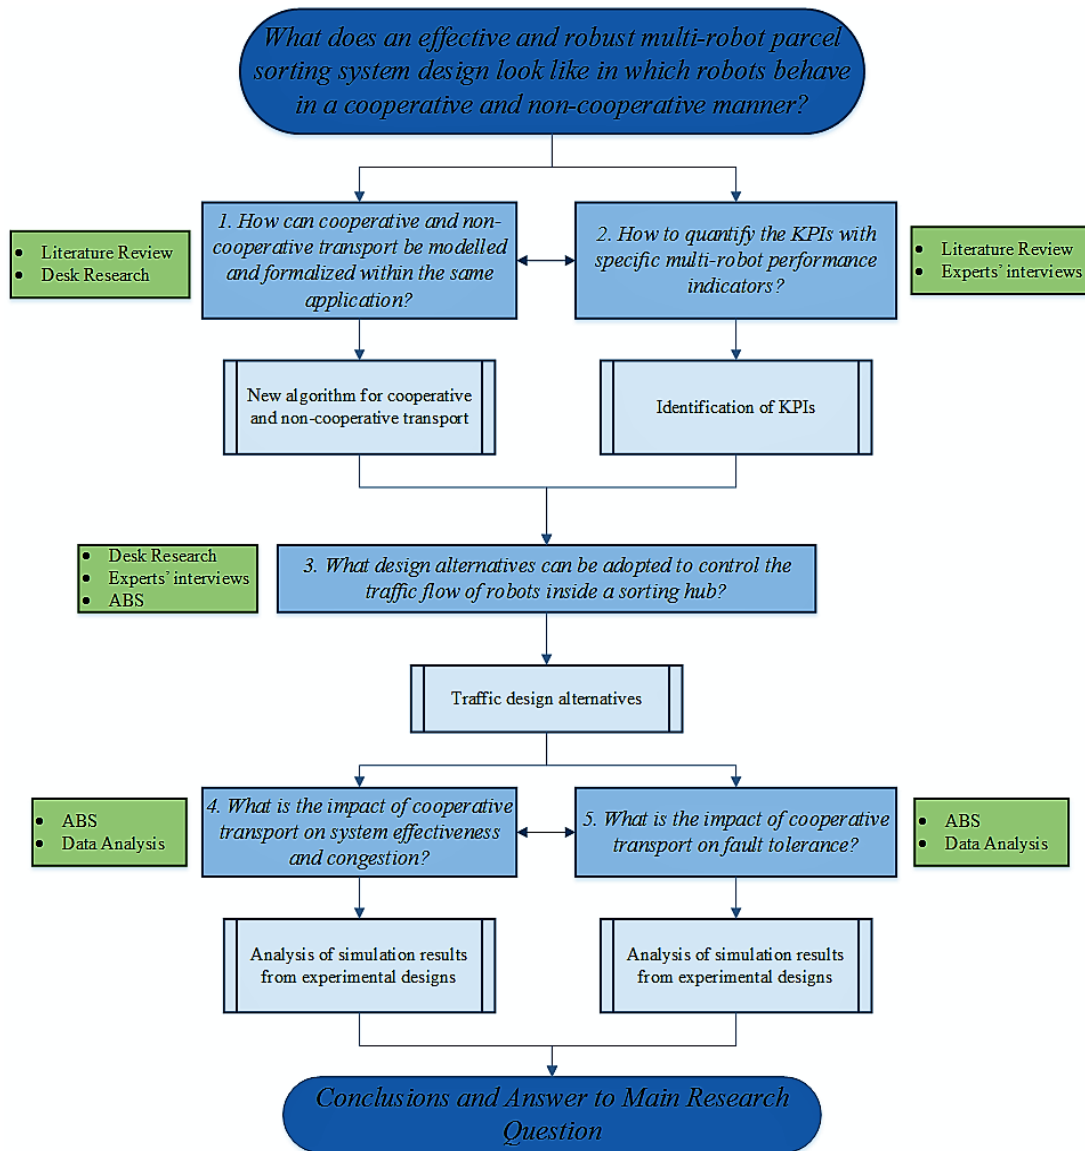 What does an effective and robust multi-robot parcel
sorting system design look like in which robots behave
in a cooperative and non-cooperative manner?
1. How can cooperative and non-
cooperative transport be modelled
and formalized within the same
application?
2. How to quantify the KPIs with
specific multi-robot performance
indicators?
• Literature Review
• Desk Research
• Literature Review
• Experts' interviews
New algorithm for cooperative
and non-cooperative transport
Identification of KPIs
• Desk Research
• Experts' interviews
• ABS
3. What design alternatives can be adopted to control the
traffic flow of robots inside a sorting hub?
Traffic design alternatives
• ABS
• Data Analysis
4. What is the impact of cooperative
transport on system effectiveness
and congestion?
5. What is the impact of cooperative
transport on fault tolerance?
• ABS
• Data Analysis
Analysis of simulation results
from experimental designs
Analysis of simulation results
from experimental designs
Conclusions and Answer to Main Research
Question